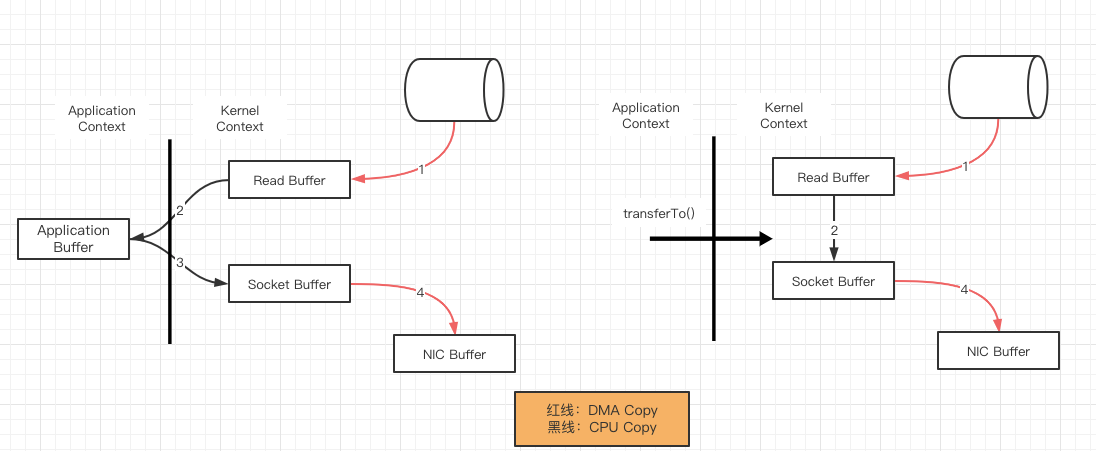 Application
Context
Kernel
Context
1
Read Buffer
2
Application
Buffer
3
Socket Buffer
4
NIC Buffer
Application
Context
Kernel
Context
1
Read Buffer
transferTo()
2
Socket Buffer
4
NIC Buffer
红线：DMA Copy
黑线：CPU Copy